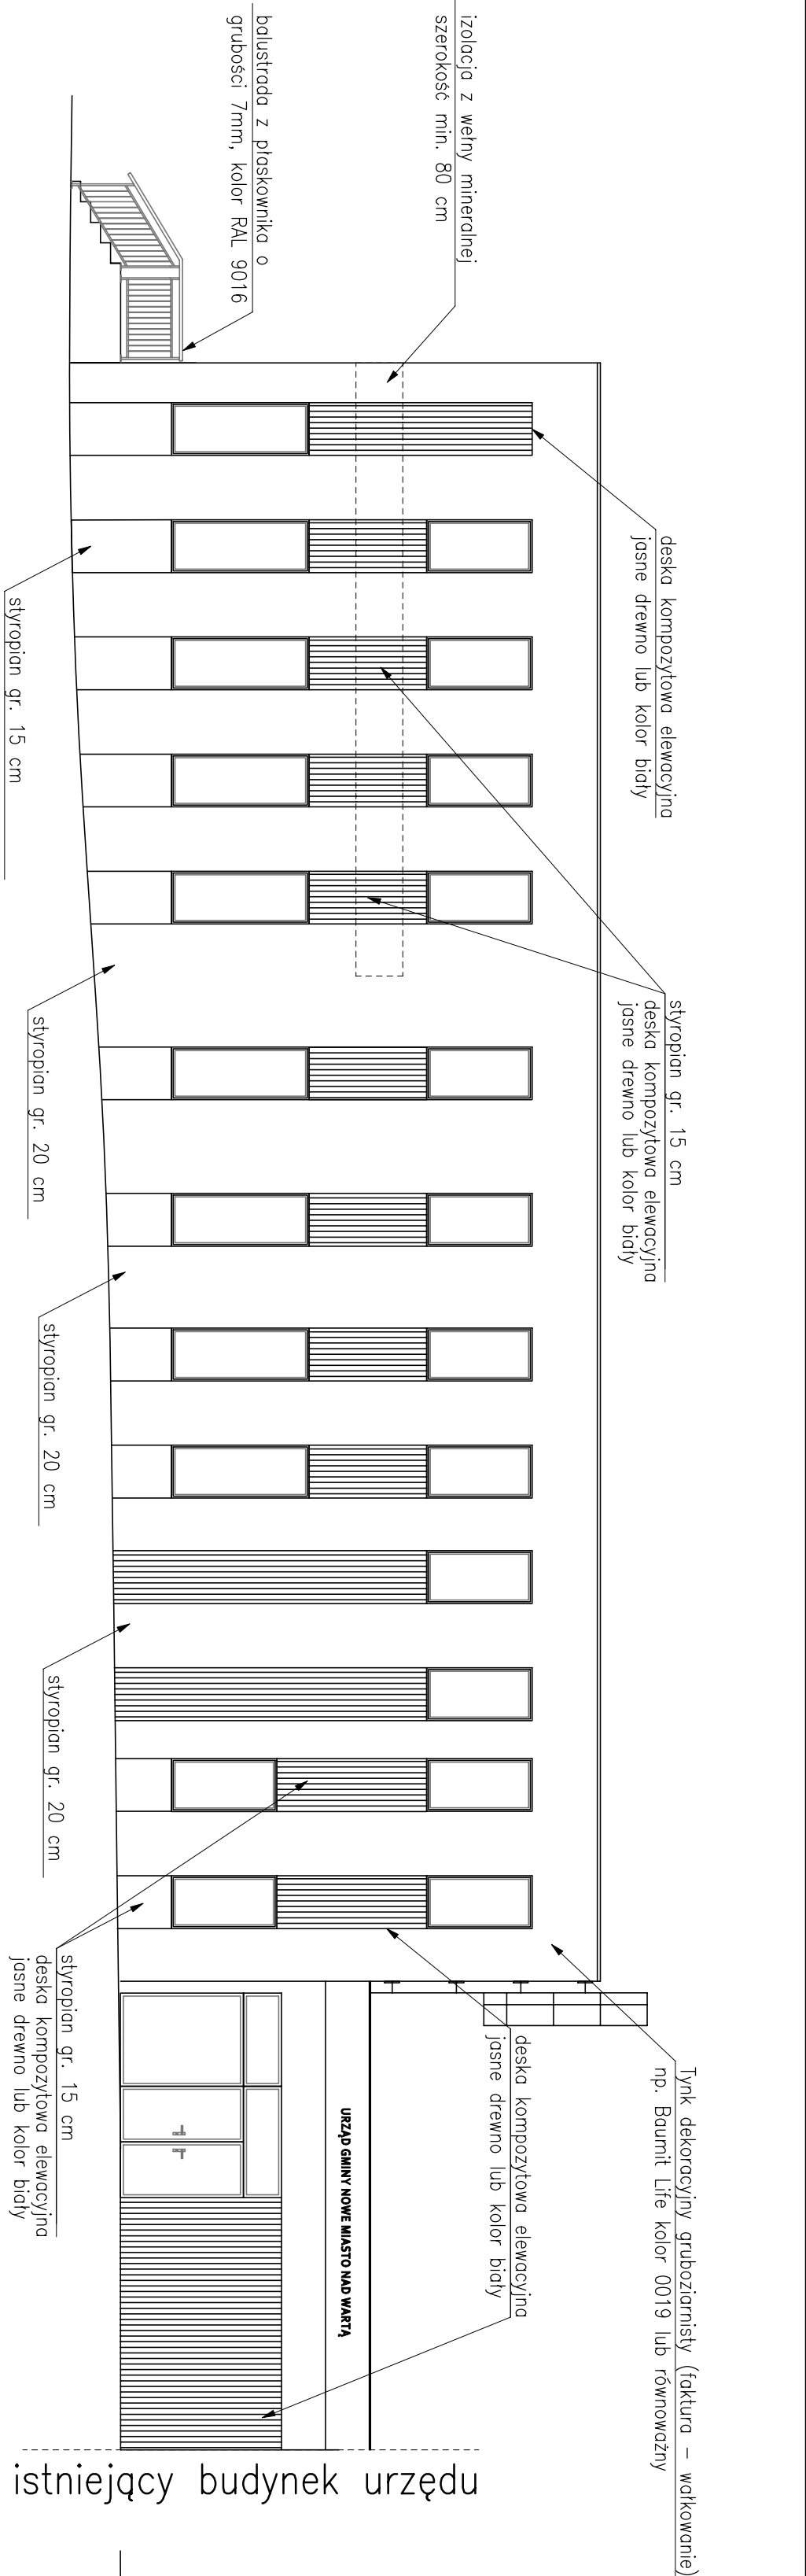 izolacja z wełny mineralnej
szerokość min. 80 cm
balustrada z płaskownika o
grubości 7mm, kolor RAL 9016
deska kompozytowa elewacyjna
jasne drewno lub kolor biały
styropian gr. 15 cm
deska kompozytowa elewacyjna
jasne drewno lub kolor biały
Tynk dekoracyjny gruboziarnisty (faktura – wałkowanie)
np. Baumit Life kolor 0019 lub równoważny
deska kompozytowa elewacyjna
jasne drewno lub kolor biały
URZĄD GMINY NOWE MIASTO NAD WARTĄ
styropian gr. 15 cm
styropian gr. 20 cm
styropian gr. 20 cm
styropian gr. 20 cm
styropian gr. 15 cm
deska kompozytowa elewacyjna
jasne drewno lub kolor biały
istniejący budynek urzędu